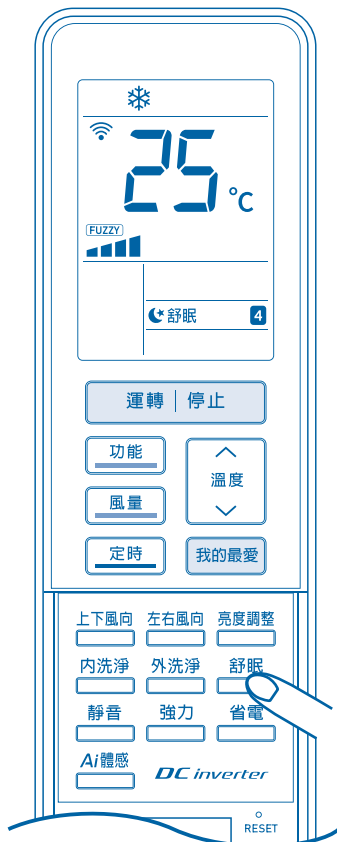 25 °C
FUZZY
舒眠 4
運轉 | 停止
功能
溫度
風量
定時 我的最愛
上下風向 左右風向 亮度調整
內洗淨 外洗淨 舒眠
靜音 強力 省電
Ai體感
DC inverter
RESET